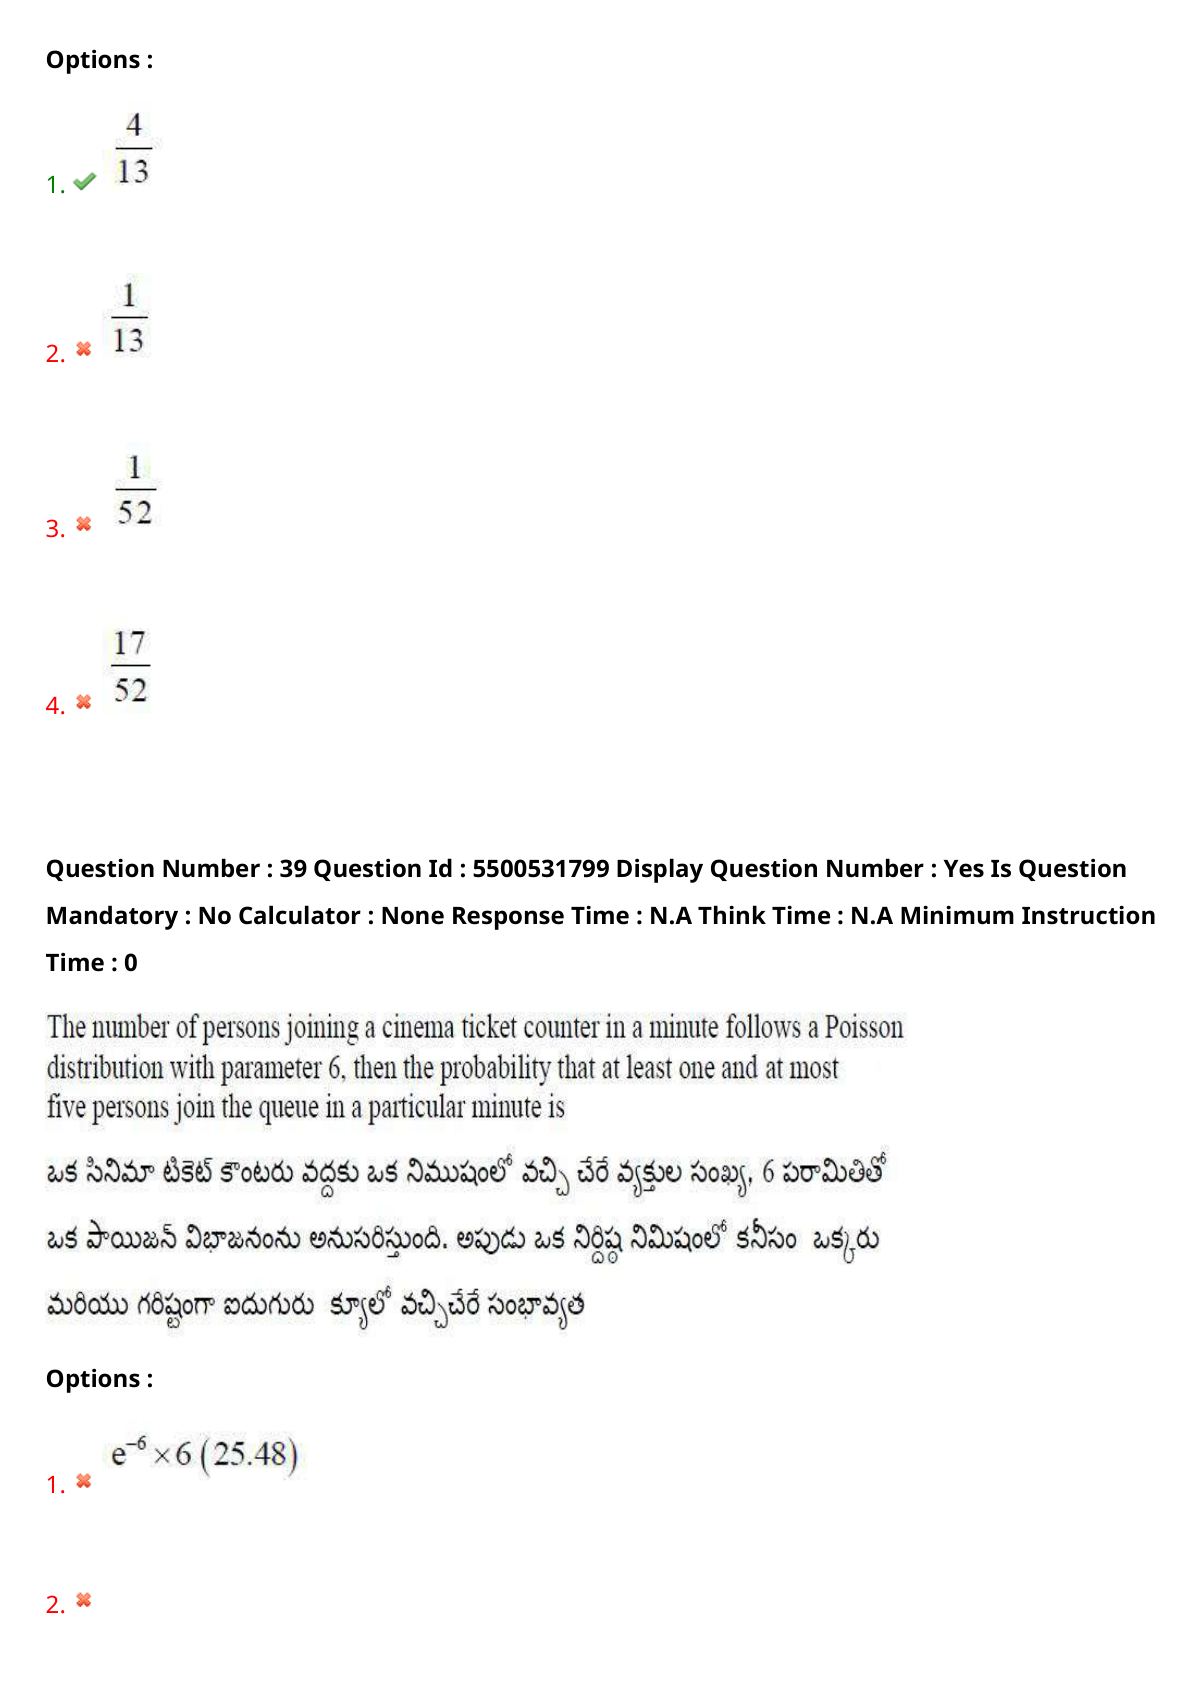 Options :
4
13
1.
1
13
2.
1
52
3.
17
52
4.
Question Number : 39 Question Id : 5500531799 Display Question Number : Yes Is Question
Mandatory : No Calculator : None Response Time : N.A Think Time : N.A Minimum Instruction
Time : 0
The number of persons joining a cinema ticket counter in a minute follows a Poisson
distribution with parameter 6, then the probability that at least one and at most
five persons join the queue in a particular minute is
ఒక సినిమా టికెట్ కౌంటరు వద్దకు ఒక నిముషంలో వచ్చి చేరే వ్యక్తుల సంఖ్య, 6 పరామితితో
ఒక పాయిజన్ విభాజనంను అనుసరిస్తుంది. అపుడు ఒక నిర్దిష్ఠ నిమిషంలో కనీసం ఒక్కరు
మరియు గరిష్టంగా ఐదుగురు క్యూలో వచ్చిచేరే సంభావ్యత
Options :
e⁻⁶ × 6 (25.48)
1.
2.